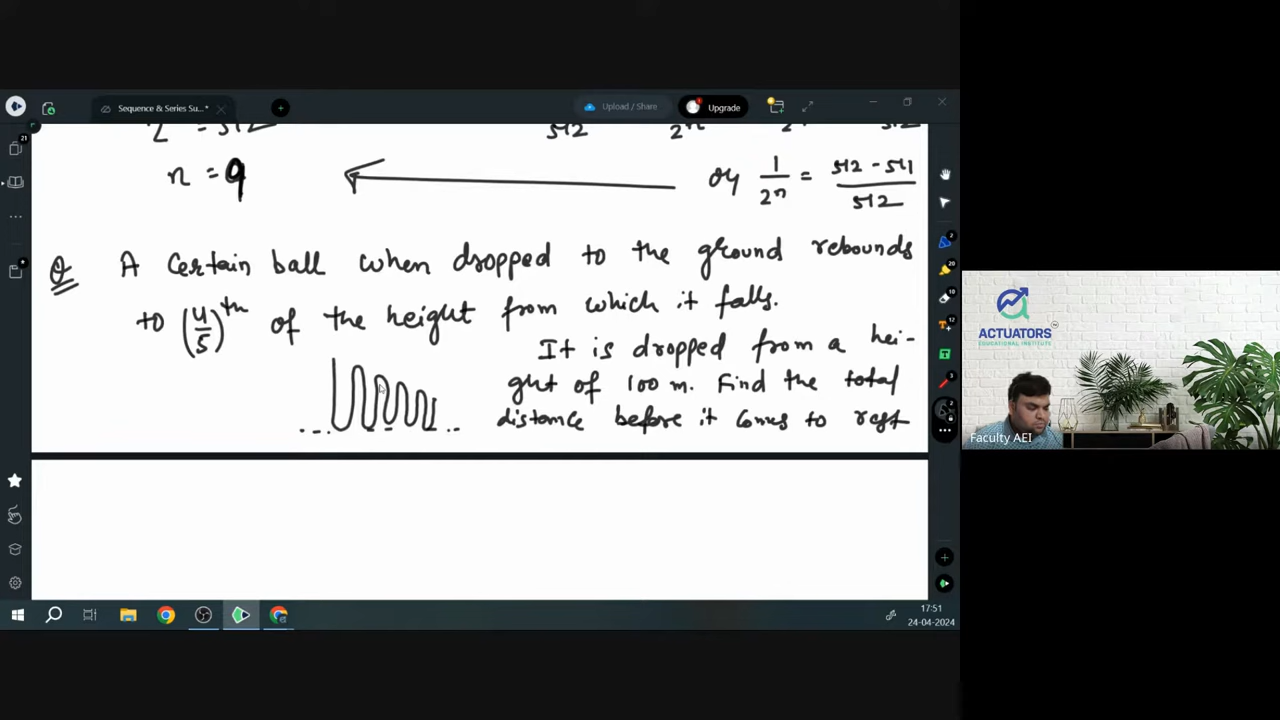 Sequence & Series Su...*
Upload / Share
Upgrade
512
2ⁿ
n = 9
or 1/2ⁿ = (512 - 511)/512
Q A certain ball when dropped to the ground rebounds
to (4/5)th of the height from which it falls.
It is dropped from a hei-
ght of 100 m. Find the total
distance before it comes to rest
ACTUATORS
EDUCATIONAL INSTITUTE
Faculty AEI
17:51
24-04-2024